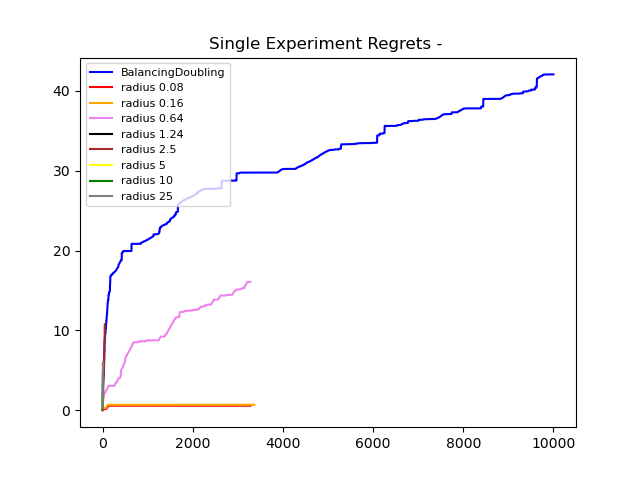 Single Experiment Regrets -
BalancingDoubling
radius 0.08
radius 0.16
radius 0.64
radius 1.24
radius 2.5
radius 5
radius 10
radius 25
40
30
20
10
0
0 2000 4000 6000 8000 10000